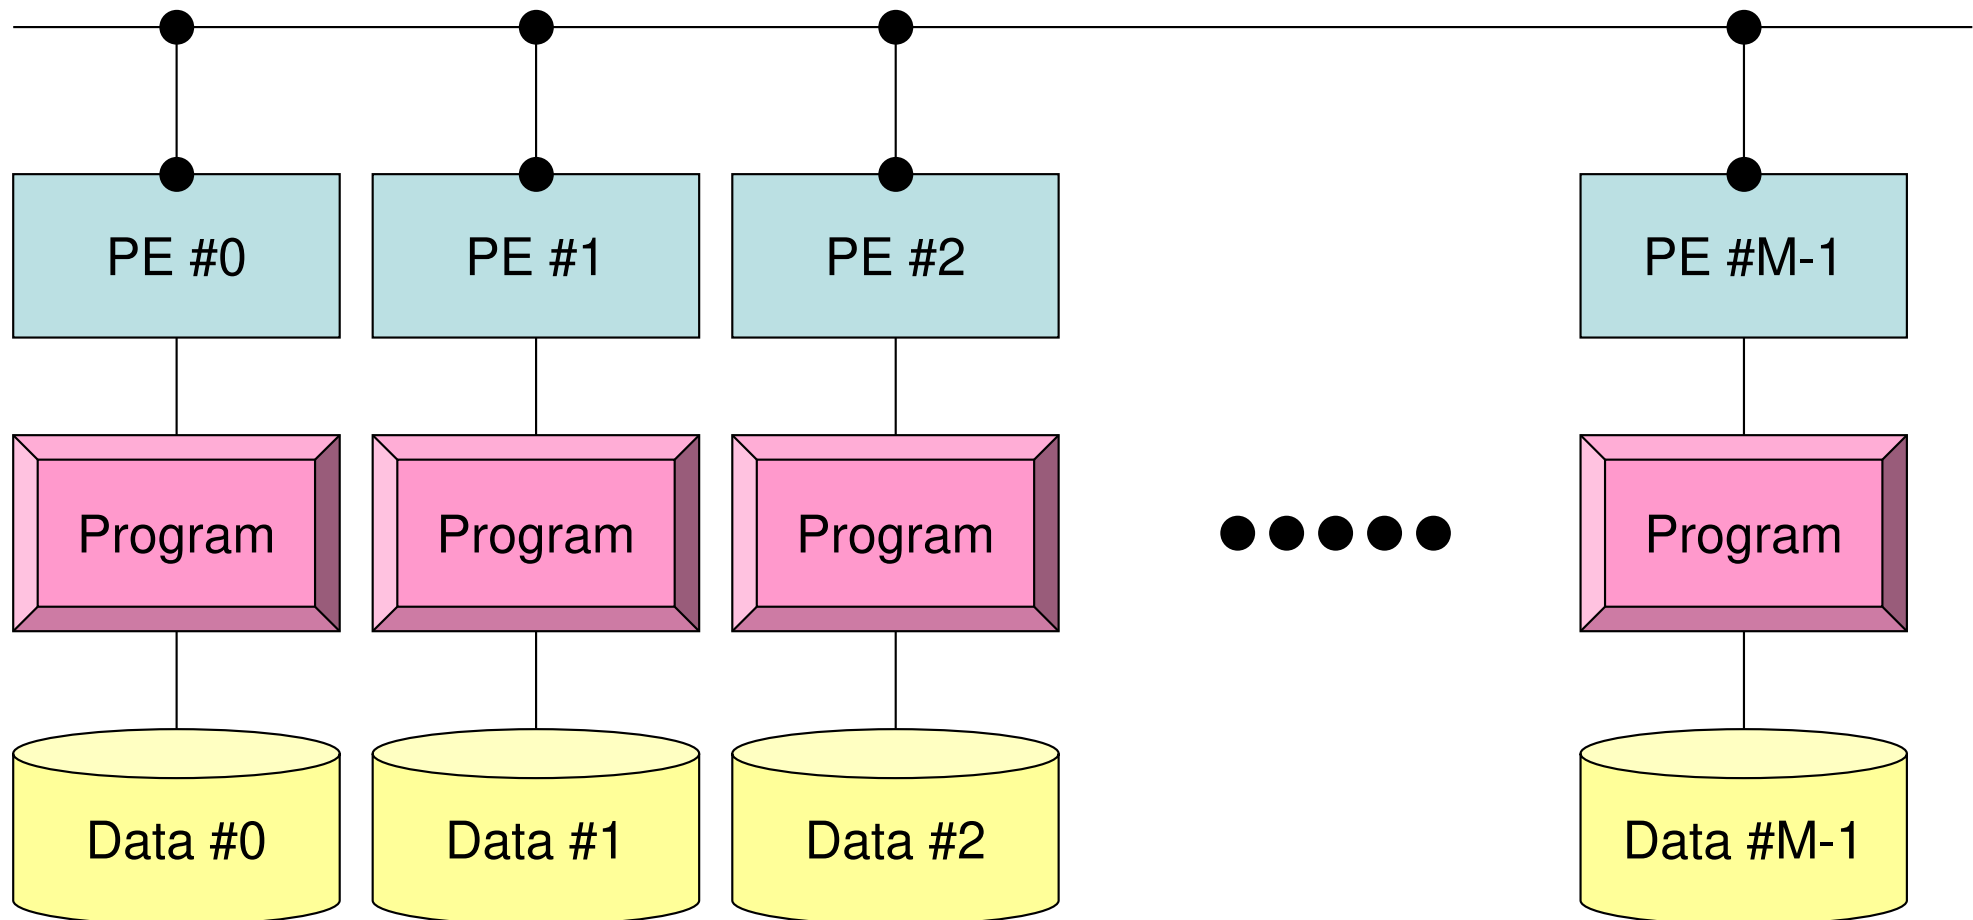 PE #0 PE #1 PE #2 PE #M-1
Program Program Program Program
Data #0 Data #1 Data #2 Data #M-1